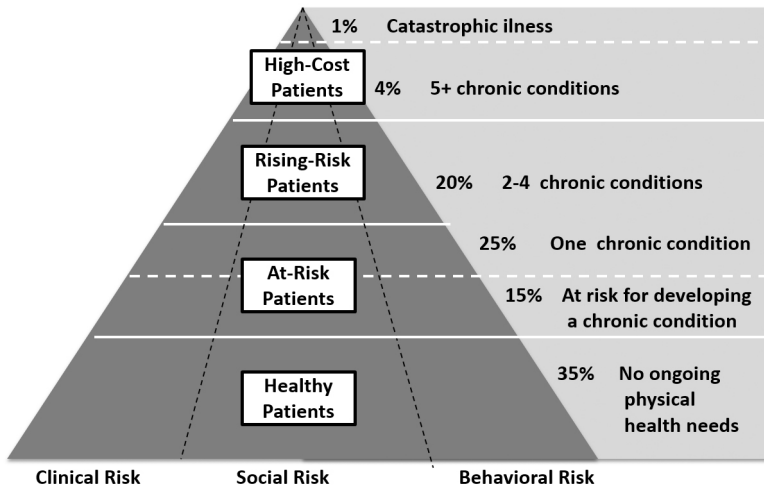 1% Catastrophic ilness
High-Cost
Patients
4% 5+ chronic conditions
Rising-Risk
Patients
20% 2-4 chronic conditions
25% One chronic condition
At-Risk
Patients
15% At risk for developing
a chronic condition
35% No ongoing
physical
health needs
Healthy
Patients
Clinical Risk Social Risk Behavioral Risk